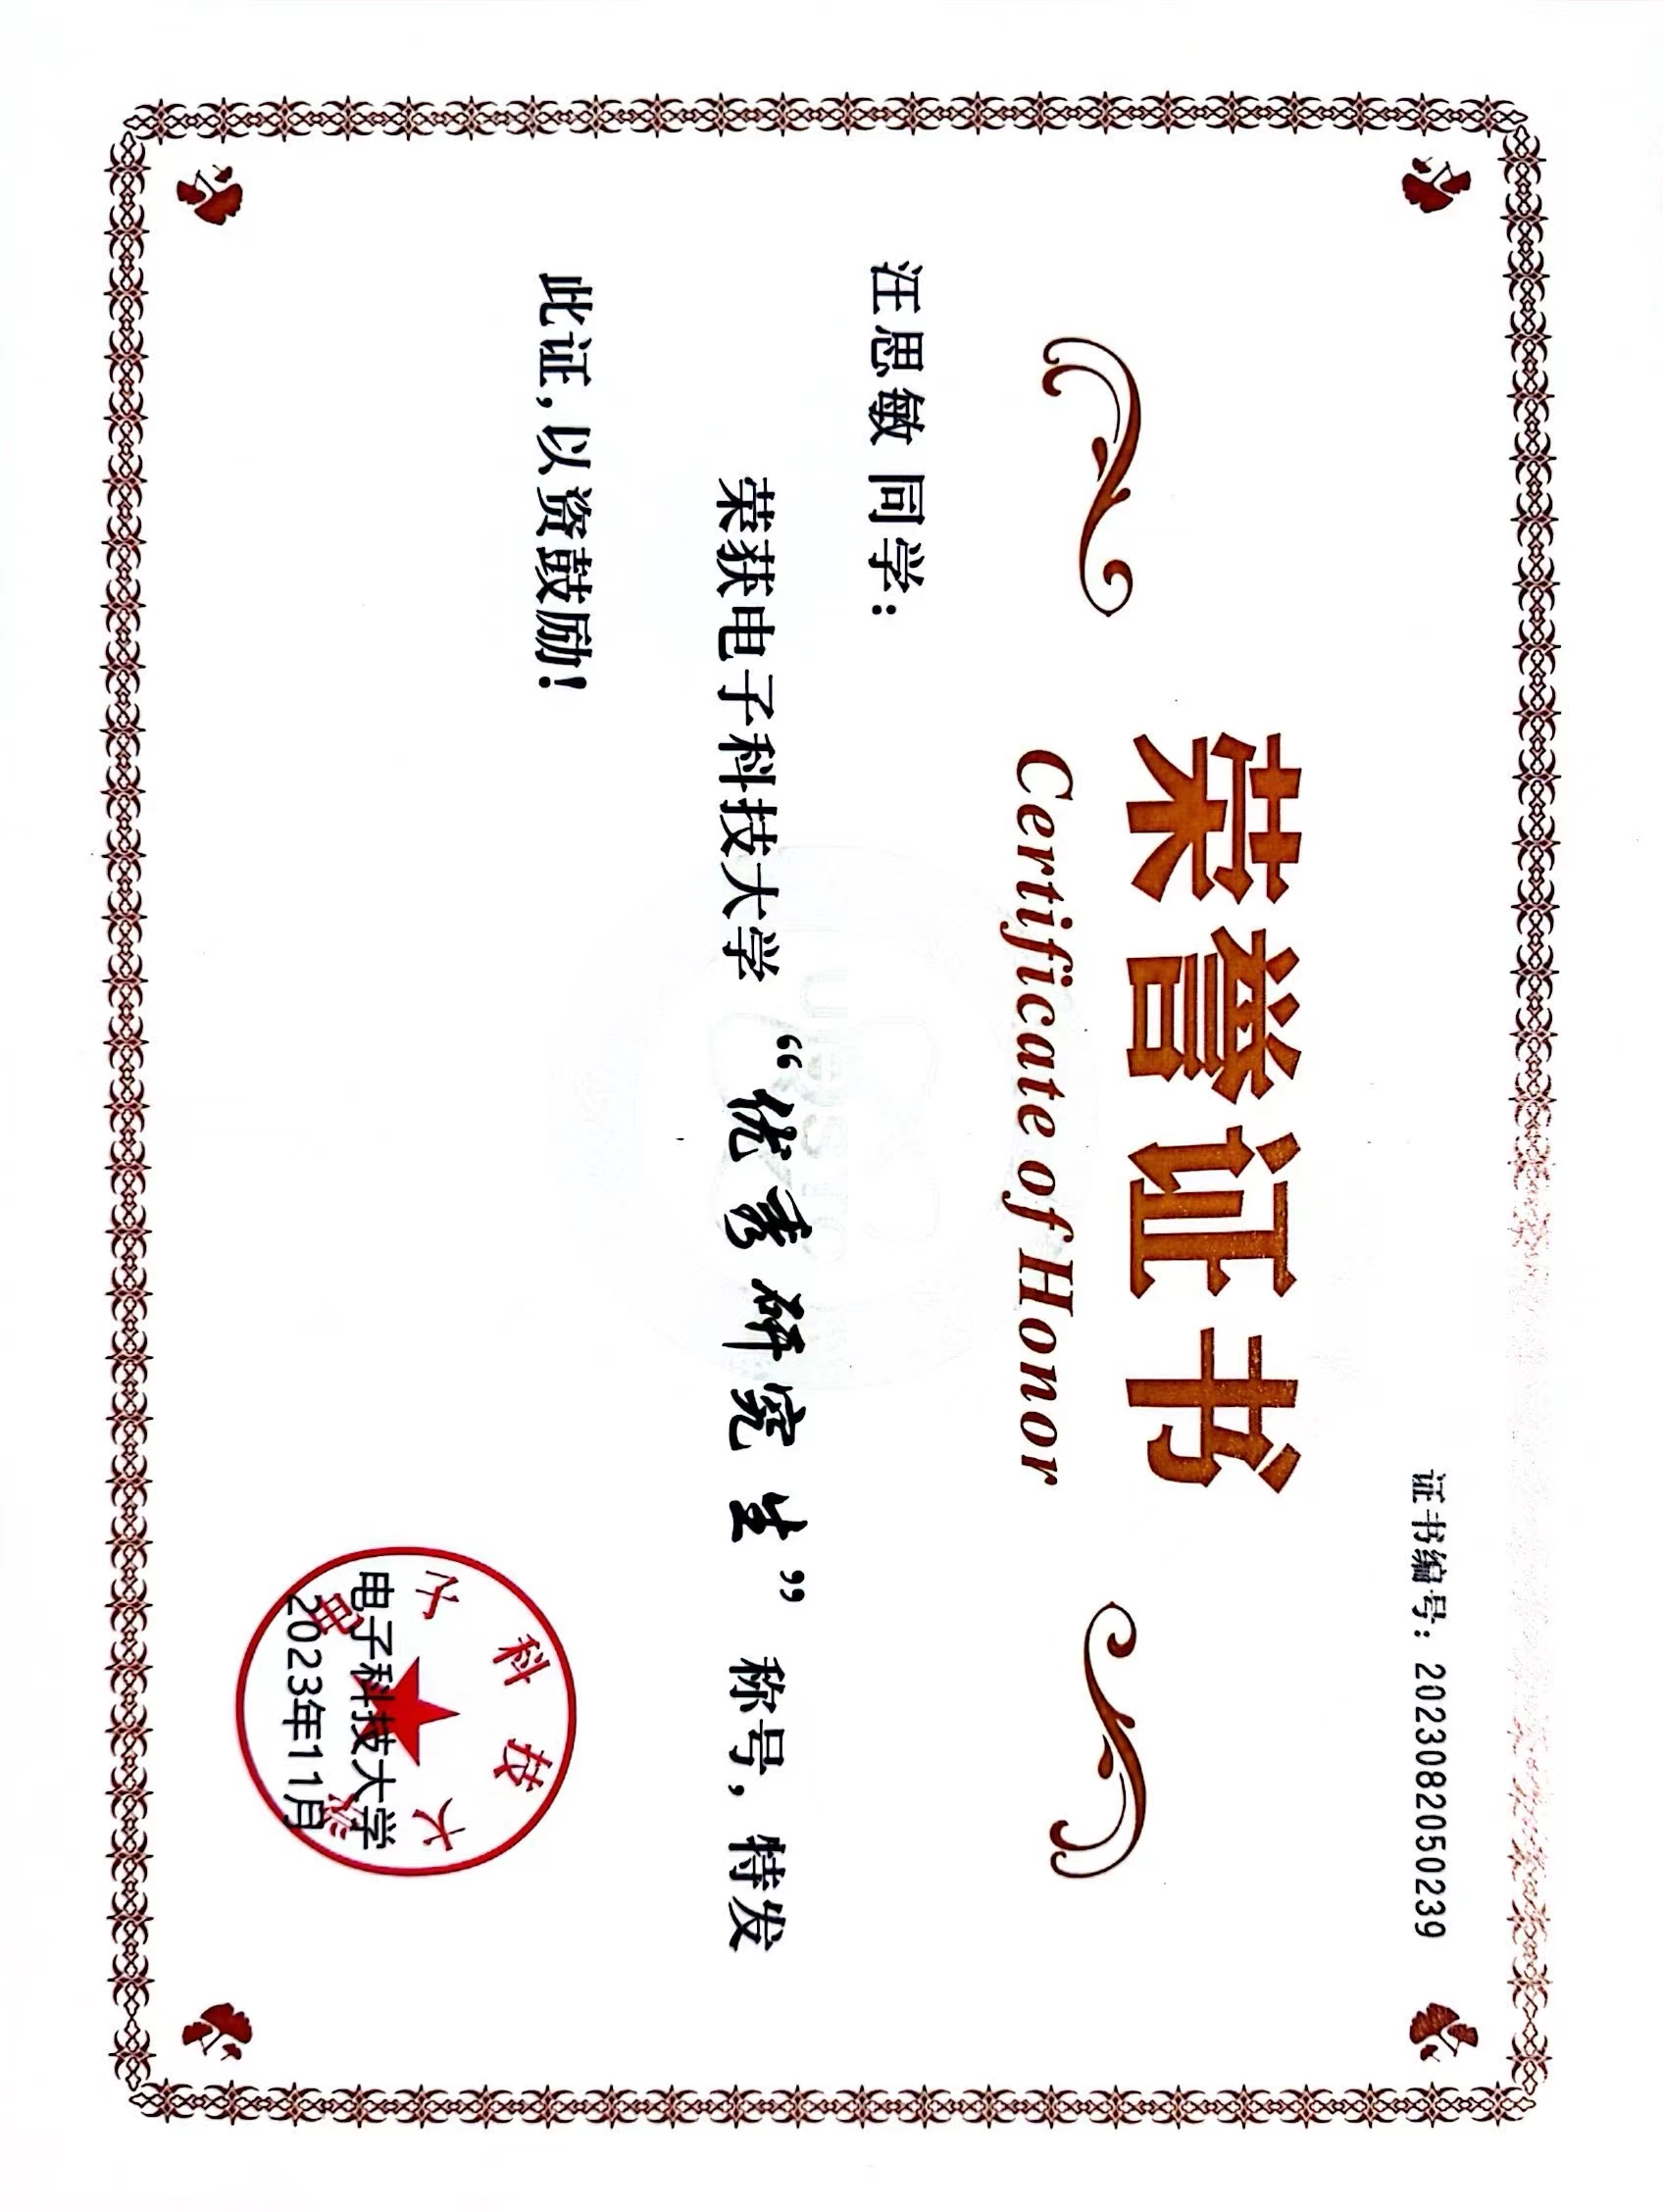 证书编号：2023082050239
荣誉证书
Certificate of Honor
汪思敏 同学：
荣获电子科技大学 “优秀研究生” 称号，特发
此证，以资鼓励！
电子科技大学
电子科技大学
2023年11月